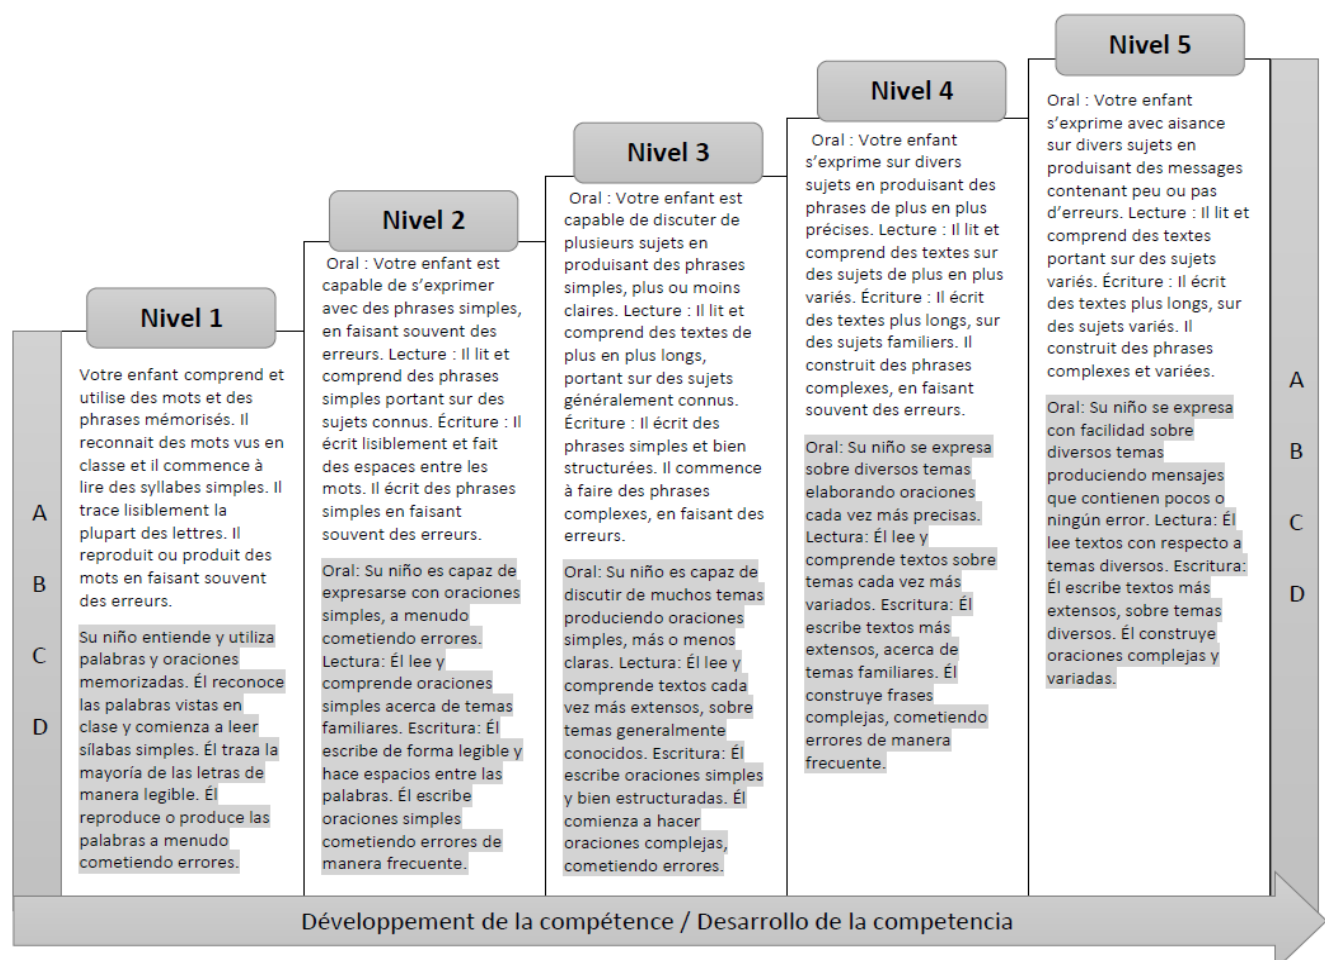 Nivel 1
Votre enfant comprend et
utilise des mots et des
phrases mémorisés. Il
reconnait des mots vus en
classe et il commence à
lire des syllabes simples. Il
trace lisiblement la
plupart des lettres. Il
reproduit ou produit des
mots en faisant souvent
des erreurs.
Su niño entiende y utiliza
palabras y oraciones
memorizadas. Él reconoce
las palabras vistas en
clase y comienza a leer
sílabas simples. Él traza la
mayoría de las letras de
manera legible. Él
reproduce o produce las
palabras a menudo
cometiendo errores.
Nivel 2
Oral : Votre enfant est
capable de s’exprimer
avec des phrases simples,
en faisant souvent des
erreurs. Lecture : Il lit et
comprend des phrases
simples portant sur des
sujets connus. Écriture : Il
écrit lisiblement et fait
des espaces entre les
mots. Il écrit des phrases
simples en faisant
souvent des erreurs.
Oral: Su niño es capaz de
expresarse con oraciones
simples, a menudo
cometiendo errores.
Lectura: Él lee y
comprende oraciones
simples acerca de temas
familiares. Escritura: Él
escribe de forma legible y
hace espacios entre las
palabras. Él escribe
oraciones simples
cometiendo errores de
manera frecuente.
Nivel 3
Oral : Votre enfant est
capable de discuter de
plusieurs sujets en
produisant des phrases
simples, plus ou moins
claires. Lecture : Il lit et
comprend des textes de
plus en plus longs,
portant sur des sujets
généralement connus.
Écriture : Il écrit des
phrases simples et bien
structurées. Il commence
à faire des phrases
complexes, en faisant des
erreurs.
Oral: Su niño es capaz de
discutir de muchos temas
produciendo oraciones
simples, más o menos
claras. Lectura: Él lee y
comprende textos cada
vez más extensos, sobre
temas generalmente
conocidos. Escritura: Él
escribe oraciones simples
y bien estructuradas. Él
comienza a hacer
oraciones complejas,
cometiendo errores.
Nivel 4
Oral : Votre enfant
s’exprime sur divers
sujets en produisant des
phrases de plus en plus
précises. Lecture : Il lit et
comprend des textes sur
des sujets de plus en plus
variés. Écriture : Il écrit
des textes plus longs, sur
des sujets familiers. Il
construit des phrases
complexes, en faisant
souvent des erreurs.
Oral: Su niño se expresa
sobre diversos temas
elaborando oraciones
cada vez más precisas.
Lectura: Él lee y
comprende textos sobre
temas cada vez más
variados. Escritura: Él
escribe textos más
extensos, acerca de
temas familiares. Él
construye frases
complejas, cometiendo
errores de manera
frecuente.
Nivel 5
Oral : Votre enfant
s’exprime avec aisance
sur divers sujets en
produisant des messages
contenant peu ou pas
d’erreurs. Lecture : Il lit et
comprend des textes
portant sur des sujets
variés. Écriture : Il écrit
des textes plus longs, sur
des sujets variés. Il
construit des phrases
complexes et variées.
Oral: Su niño se expresa
con facilidad sobre
diversos temas
produciendo mensajes
que contienen pocos o
ningún error. Lectura: Él
lee textos con respecto a
temas diversos. Escritura:
Él escribe textos más
extensos, sobre temas
diversos. Él construye
oraciones complejas y
variadas.
A
B
C
D
A
B
C
D
Développement de la compétence / Desarrollo de la competencia